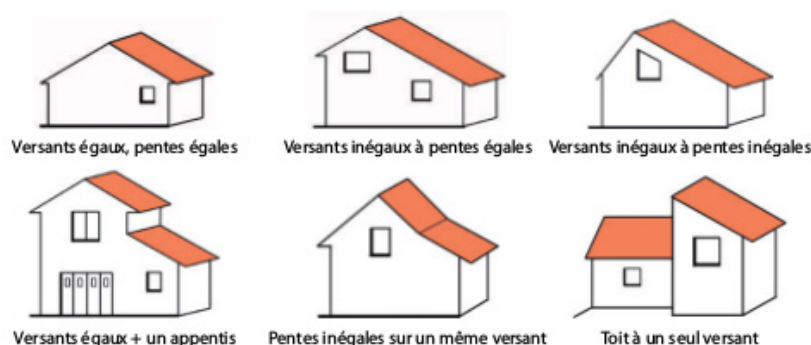 Versants égaux, pentes égales
Versants inégaux à pentes égales
Versants inégaux à pentes inégales
Versants égaux + un appentis
Pentes inégales sur un même versant
Toit à un seul versant